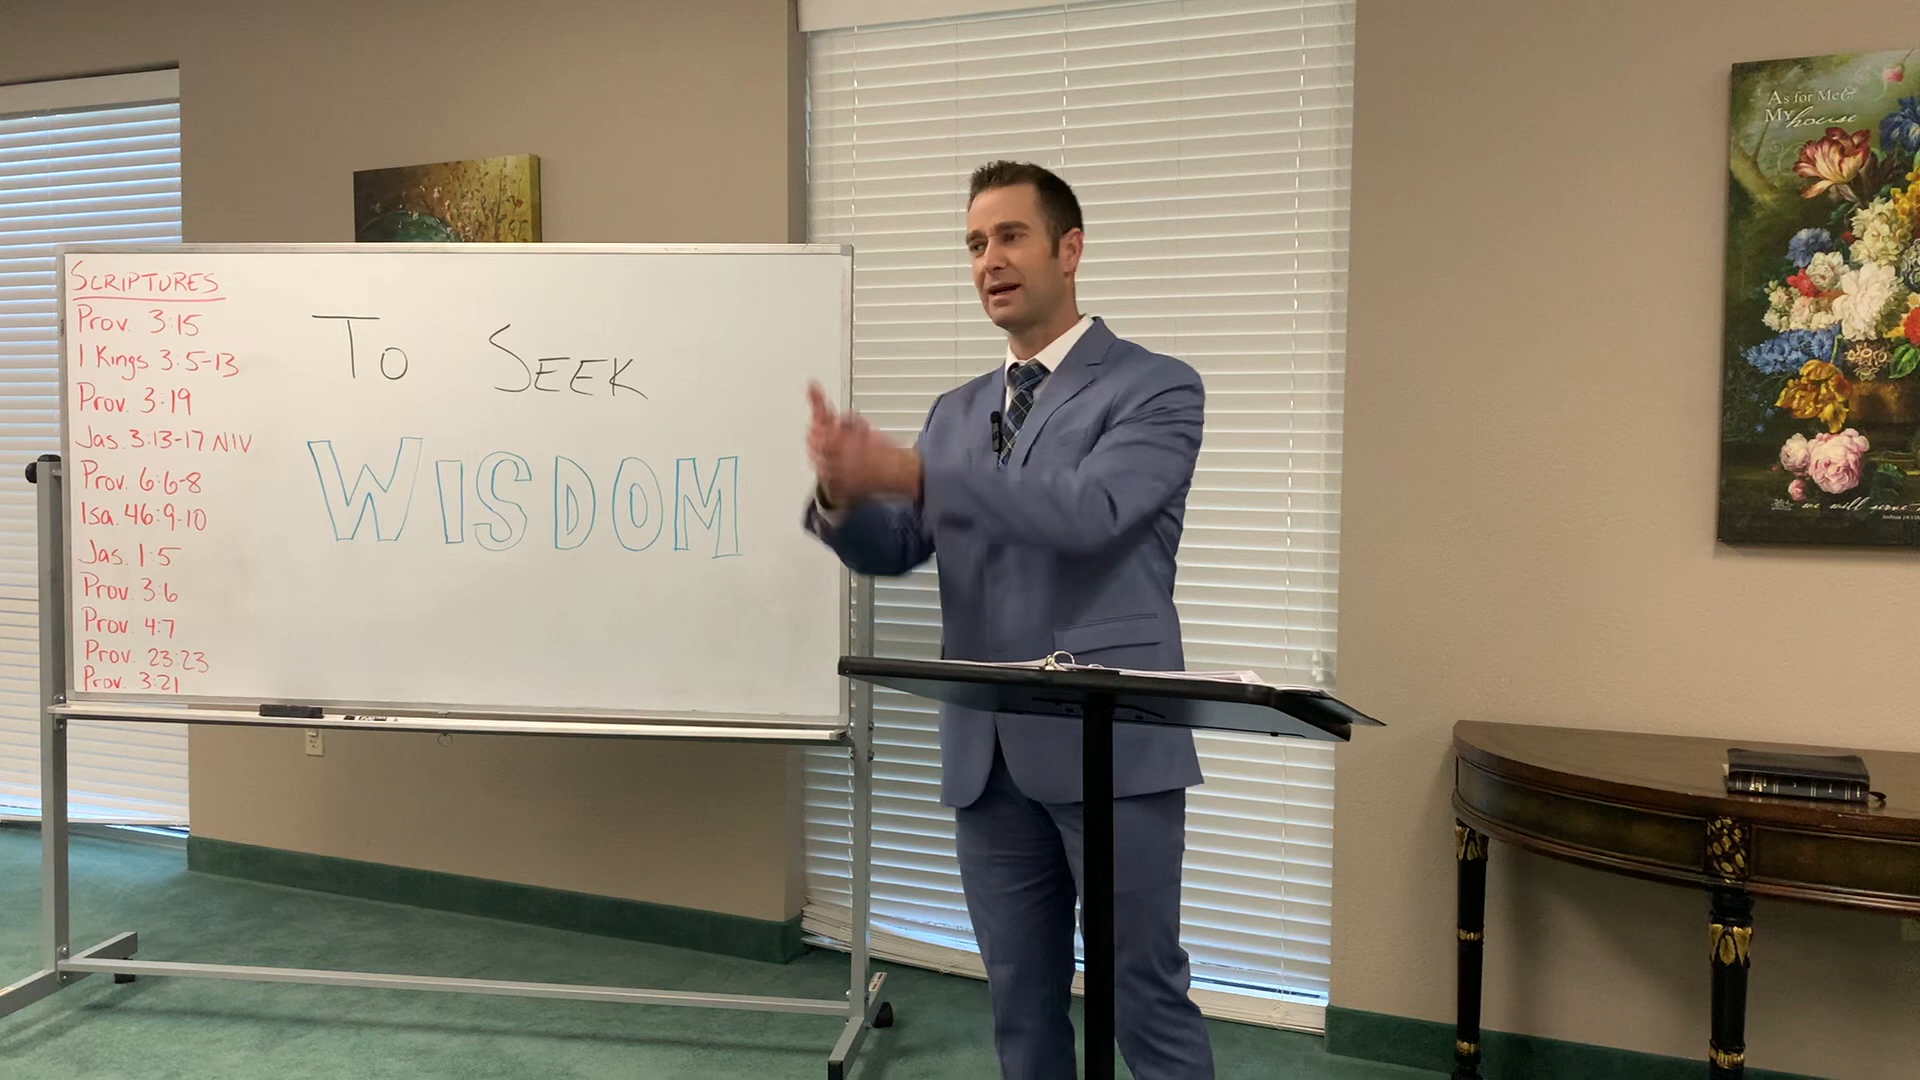 SCRIPTURES
Prov. 3:15
1 Kings 3:5-13
Prov. 3:19
Jas. 3:13-17 NIV
Prov. 6:6-8
Isa. 46:9-10
Jas. 1:5
Prov. 3:6
Prov. 4:7
Prov. 23:23
Prov. 3:21
TO SEEK
WISDOM
As for Me &
My house
we will serve